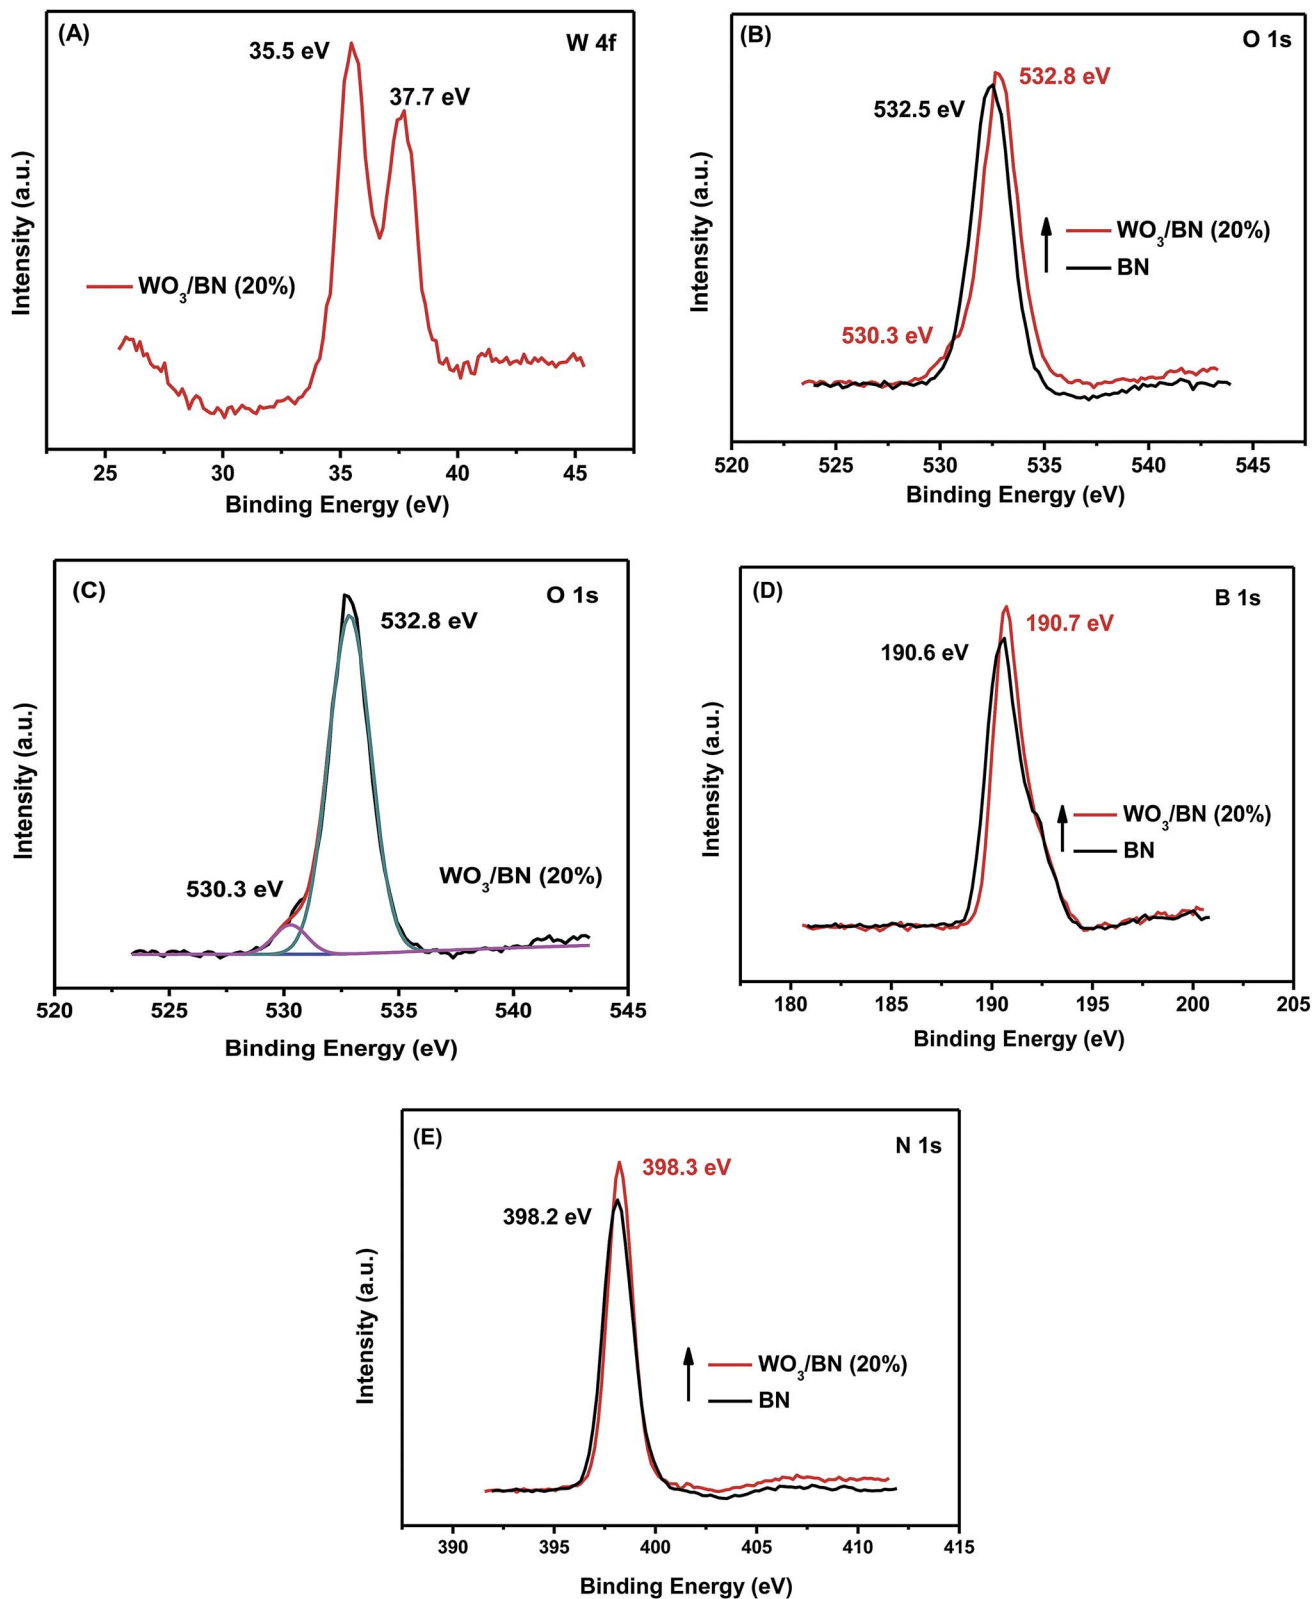 (A)
W 4f
35.5 eV
37.7 eV
WO3/BN (20%)
Intensity (a.u.)
25 30 35 40 45
Binding Energy (eV)
(B)
O 1s
532.8 eV
532.5 eV
WO3/BN (20%)
BN
530.3 eV
Intensity (a.u.)
520 525 530 535 540 545
Binding Energy (eV)
(C)
O 1s
532.8 eV
530.3 eV
WO3/BN (20%)
Intensity (a.u.)
520 525 530 535 540 545
Binding Energy (eV)
(D)
B 1s
190.7 eV
190.6 eV
WO3/BN (20%)
BN
Intensity (a.u.)
180 185 190 195 200 205
Binding Energy (eV)
(E)
N 1s
398.3 eV
398.2 eV
WO3/BN (20%)
BN
Intensity (a.u.)
390 395 400 405 410 415
Binding Energy (eV)